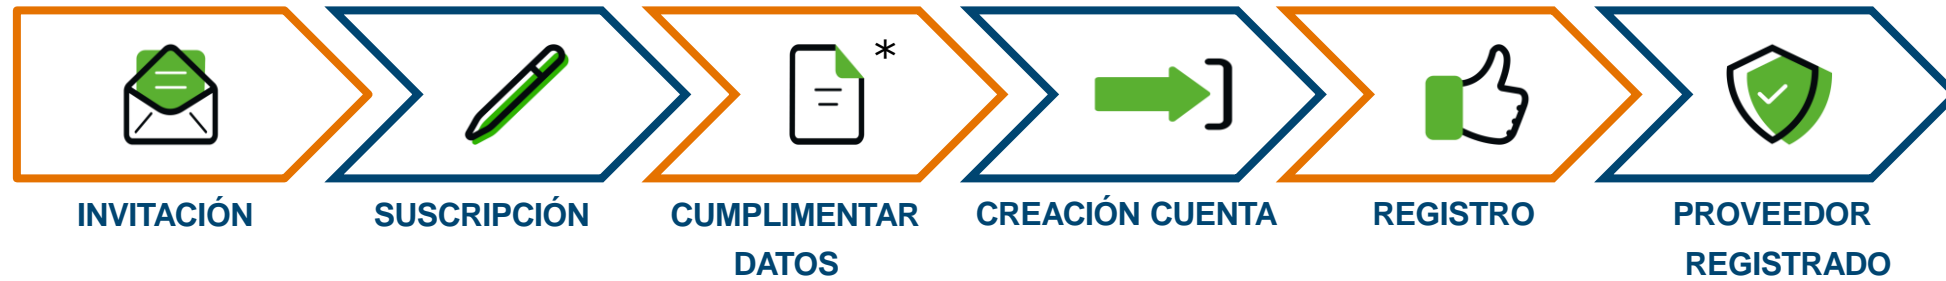 *
INVITACIÓN
SUSCRIPCIÓN
CUMPLIMENTAR
DATOS
CREACIÓN CUENTA
REGISTRO
PROVEEDOR
REGISTRADO